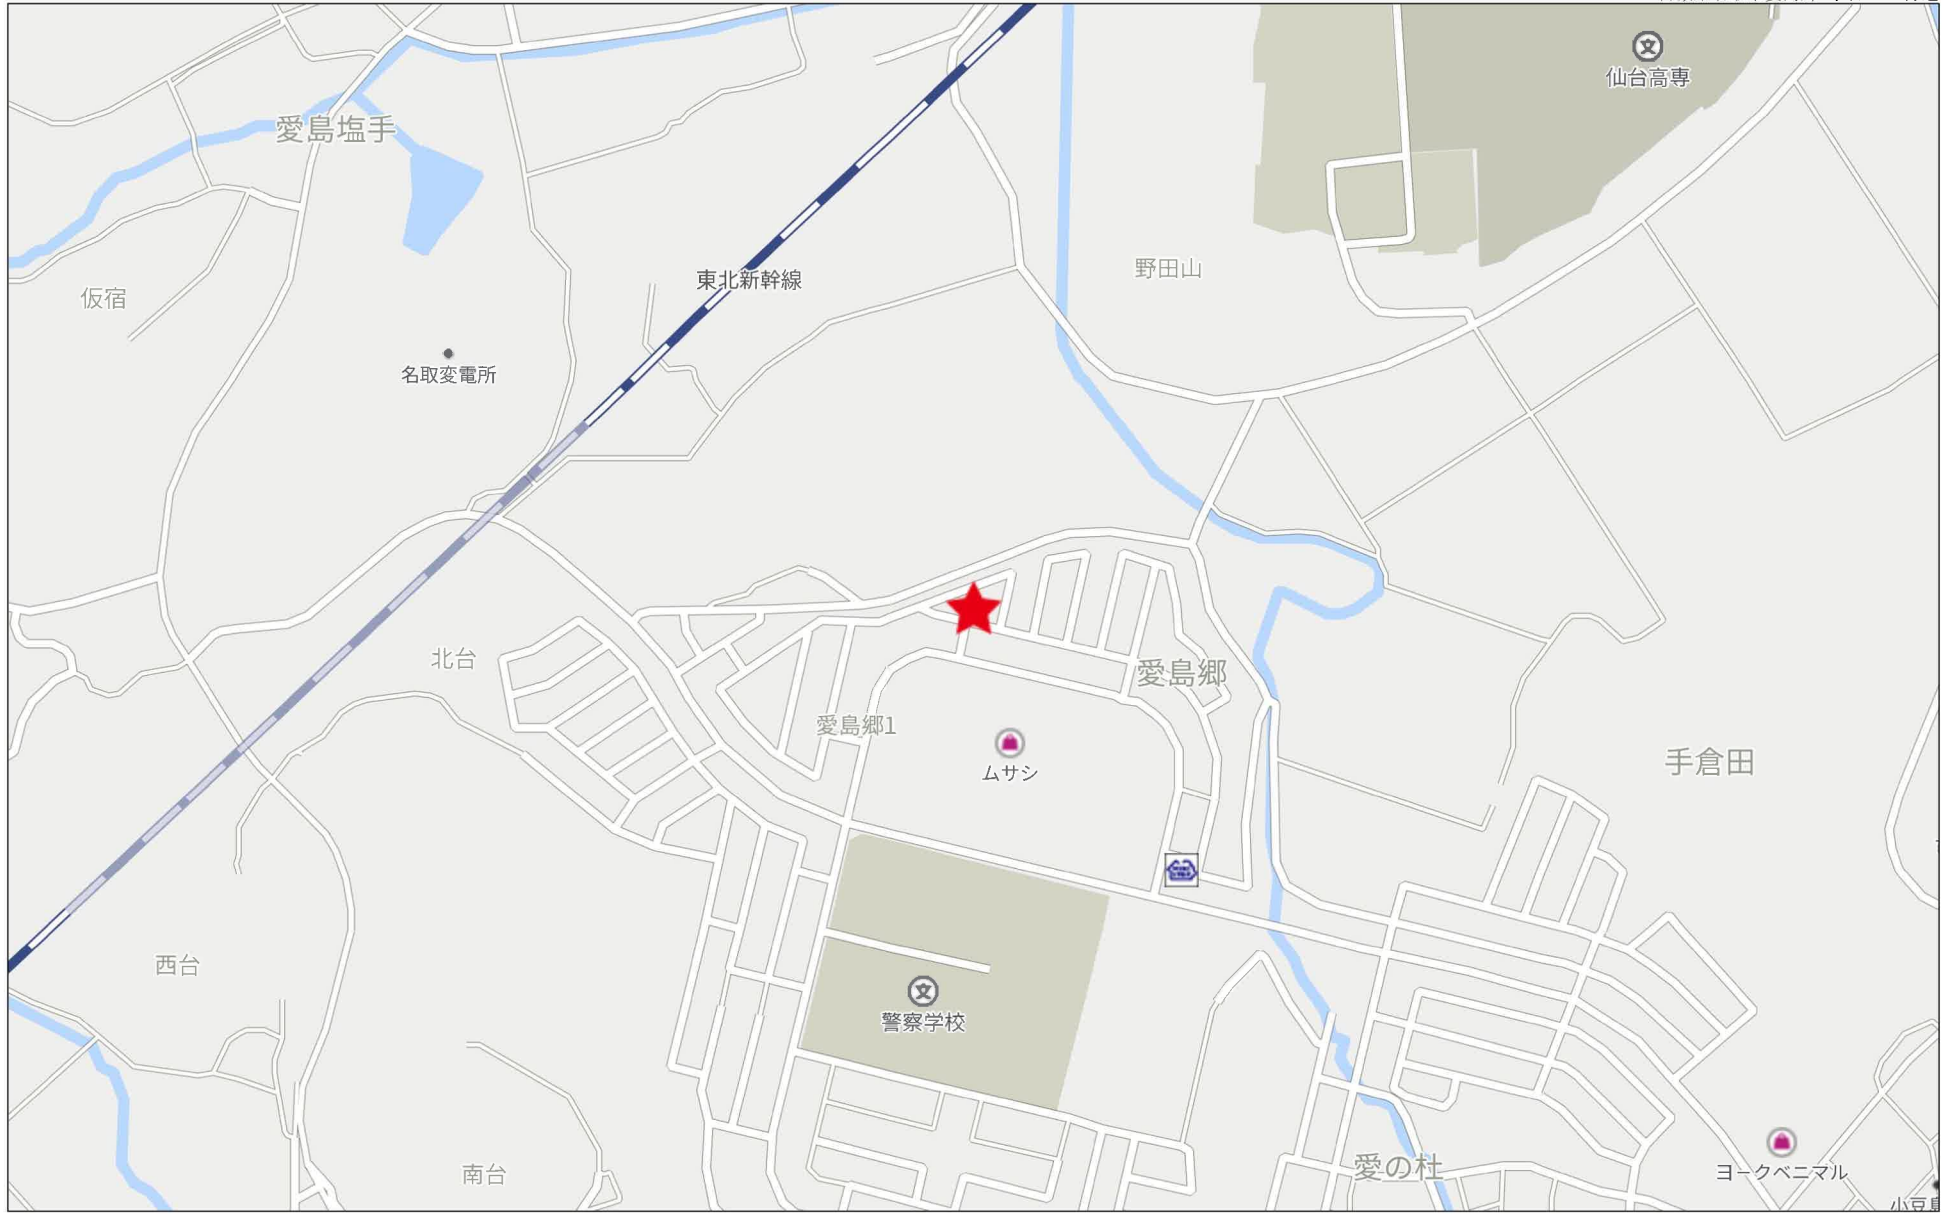 仙台高専
愛島塩手
野田山
東北新幹線
仮宿
名取変電所
北台
愛島郷
愛島郷1
手倉田
ムサシ
西台
警察学校
ヨークベニマル
愛の杜
南台